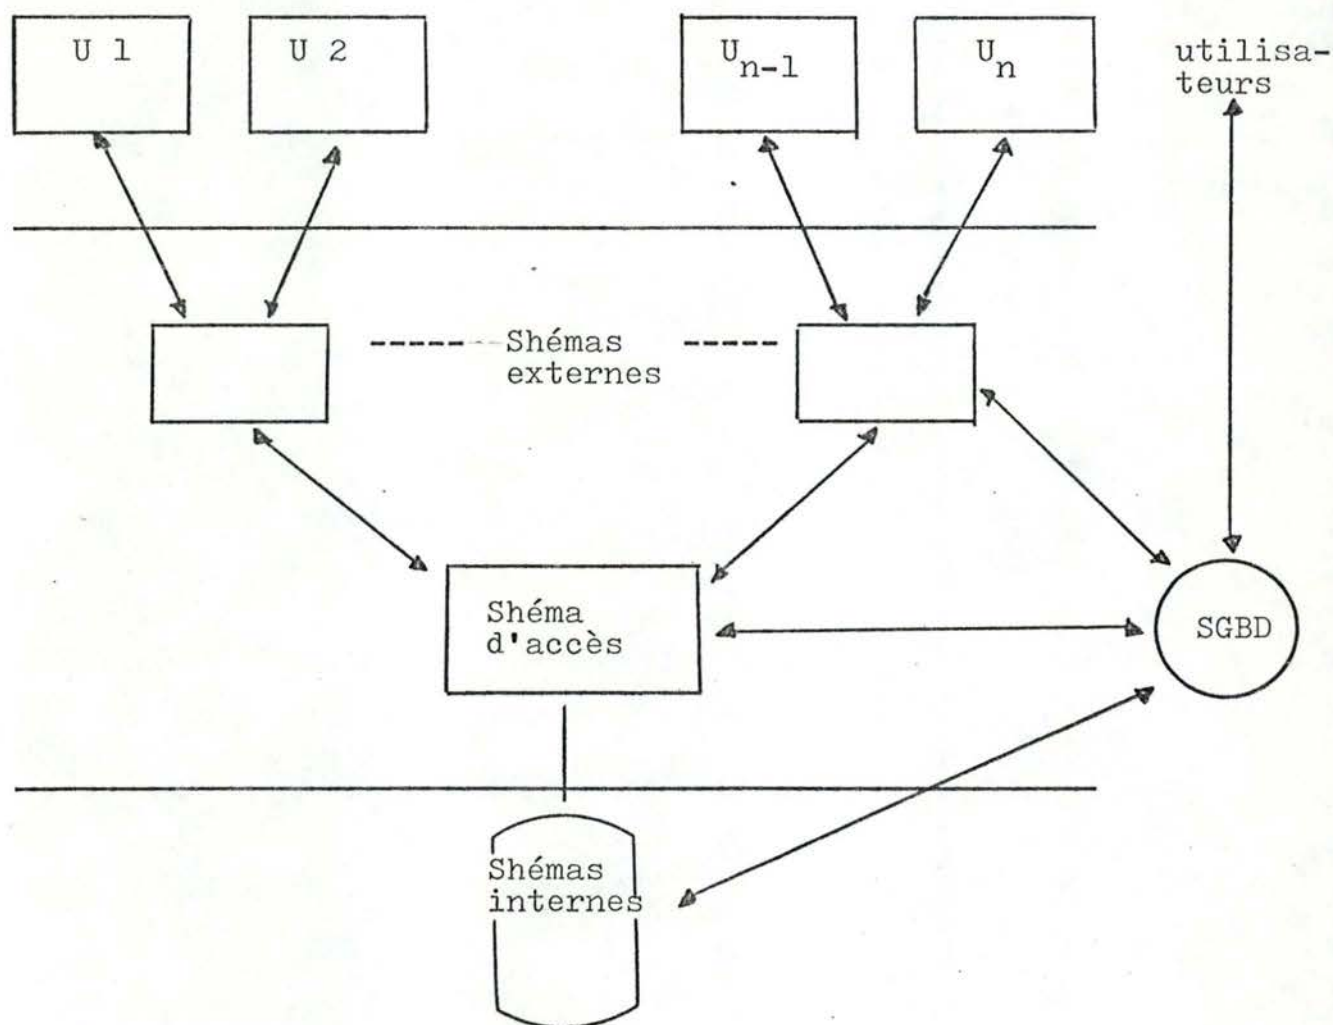 U 1
U 2
U n-1
U n
utilisa-
teurs
Shémas
externes
Shéma
d'accès
SGBD
Shémas
internes